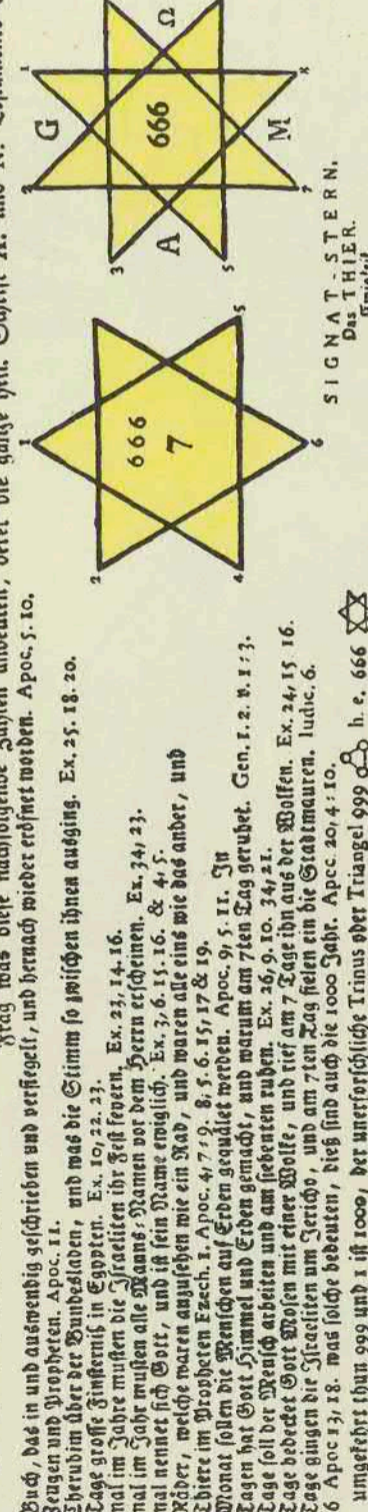 Frag was diese nachfolgende Zahlen andeuten,
Buch, das in und auswendig geschrieben und versiegelt, und hernach wieder eröfnet worden. Apoc. 5. 10.
Zeugen und Propheten. Apoc. 11.
Cherubim über der Bundesladen, und was die Stimm so zwischen ihnen ausging. Ex. 25. 18. 20.
Tage grosse Finsterniß in Egypten. Ex. 10, 22. 23.
mal im Jahre musten die Israeliten ihr Fest feyern. Ex. 23, 14. 16.
mal im Jahr musten alle Manns-Namen vor dem Herrn erscheinen. Ex. 34, 23.
mal nennet sich Gott, und ist sein Name ewiglich. Ex. 3, 6. 15. 16. & 4, 5.
Räder, welche waren anzusehen wie ein Rad, und waren alle eins wie das ander, und
Thiere im Propheten Ezech. 1. Apoc. 4, 7 : 9. 8; 5. 6. 15, 17 & 19.
Monat sollen die Menschen auf Erden gequälet werden. Apoc. 9, 5. 11. In
Tagen hat Gott Himmel und Erden gemacht, und warum am 7ten Tag geruhet. Gen. 1. 2. v. 1 : 3.
Tage soll der Mensch arbeiten und am siebenten ruhen. Ex. 26, 9. 10. 34, 21.
Tage bedecket Gott Mosen mit einer Wolke, und rief am 7 Tage ihn aus der Wolken. Ex. 24, 15 16.
Tage gingen die Israeliten um Jericho, und am 7ten Tag fielen ein die Stadtmauren. Iudic. 6.
6 Apoc 13, 18. was solche bedeuten, dieß sind auch die 1000 Jahr. Apcc. 20, 4 : 10.
umgekehrt thun 999 und 1 ist 1000, der unerforschliche Trinus oder Triangel 999 h. e. 666
1
2
666
7
5
4
6
1
2
G
Ω
3
666
A
M
5
7
8
SIGNAT-STERN.
Das THIER.